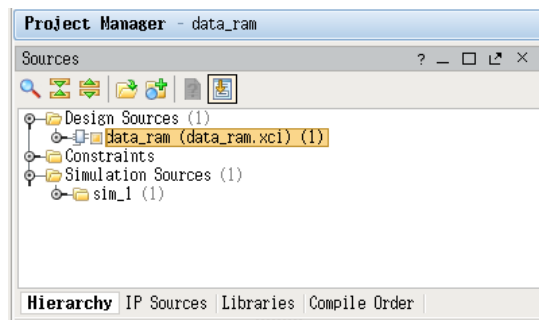 Project Manager - data_ram
Sources
? _ □ ×
Design Sources (1)
data_ram (data_ram.xci) (1)
Constraints
Simulation Sources (1)
sim_1 (1)
Hierarchy IP Sources Libraries Compile Order